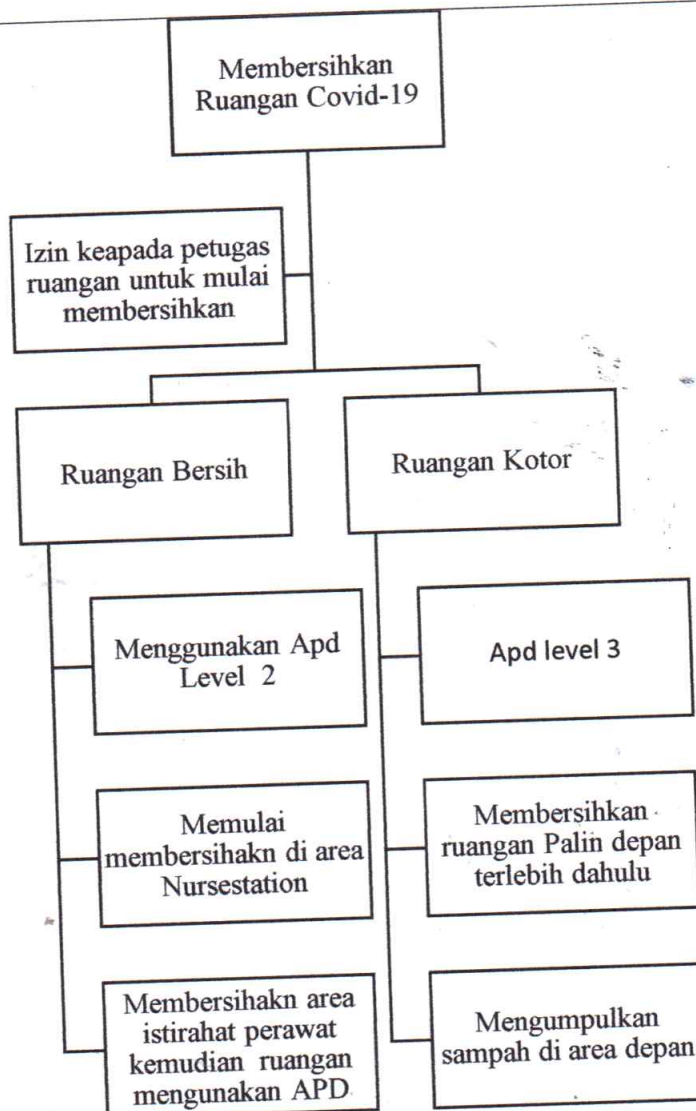 Membersihkan
Ruangan Covid-19
Izin keapada petugas
ruangan untuk mulai
membersihkan
Ruangan Bersih
Ruangan Kotor
Menggunakan Apd
Level 2
Apd level 3
Memulai
membersihakn di area
Nursestation
Membersihkan
ruangan Palin depan
terlebih dahulu
Membersihakn area
istirahat perawat
kemudian ruangan
mengunakan APD
Mengumpulkan
sampah di area depan